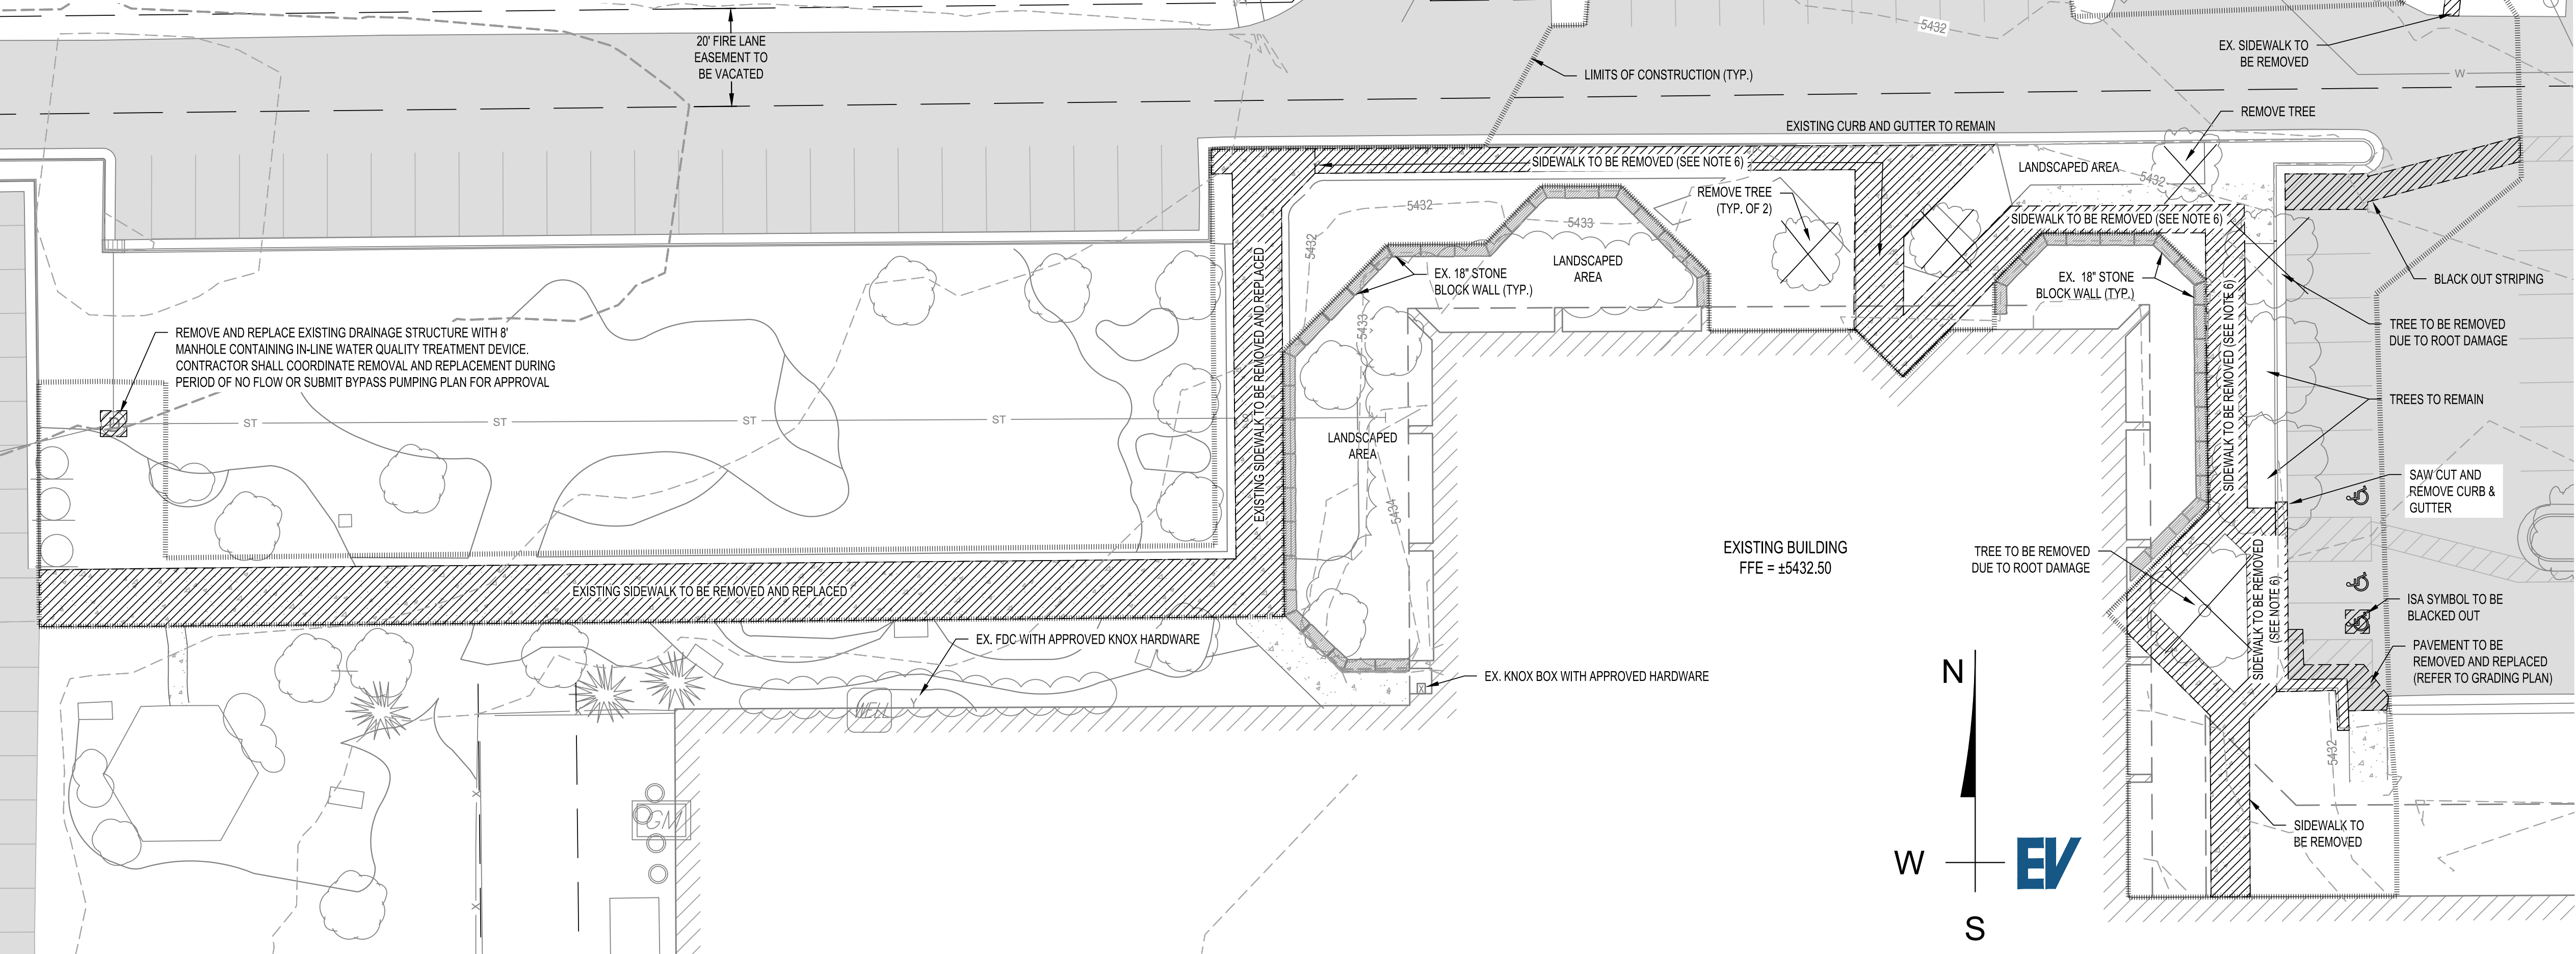 20' FIRE LANE
EASEMENT TO
BE VACATED
LIMITS OF CONSTRUCTION (TYP.)
5432
EX. SIDEWALK TO
BE REMOVED
W
REMOVE TREE
EXISTING CURB AND GUTTER TO REMAIN
SIDEWALK TO BE REMOVED (SEE NOTE 6)
LANDSCAPED AREA
5432
REMOVE TREE
(TYP. OF 2)
5432
5433
5432
SIDEWALK TO BE REMOVED (SEE NOTE 6)
LANDSCAPED
AREA
EX. 18" STONE
BLOCK WALL (TYP.)
EX. 18" STONE
BLOCK WALL (TYP.)
BLACK OUT STRIPING
REMOVE AND REPLACE EXISTING DRAINAGE STRUCTURE WITH 8'
MANHOLE CONTAINING IN-LINE WATER QUALITY TREATMENT DEVICE.
CONTRACTOR SHALL COORDINATE REMOVAL AND REPLACEMENT DURING
PERIOD OF NO FLOW OR SUBMIT BYPASS PUMPING PLAN FOR APPROVAL
EXISTING SIDEWALK TO BE REMOVED AND REPLACED
5433
SIDEWALK TO BE REMOVED (SEE NOTE 6)
TREE TO BE REMOVED
DUE TO ROOT DAMAGE
TREES TO REMAIN
D
ST
ST
ST
ST
LANDSCAPED
AREA
5434
SAW CUT AND
REMOVE CURB &
GUTTER
EXISTING BUILDING
FFE = ±5432.50
TREE TO BE REMOVED
DUE TO ROOT DAMAGE
SIDEWALK TO BE REMOVED
(SEE NOTE 6)
EXISTING SIDEWALK TO BE REMOVED AND REPLACED
ISA SYMBOL TO BE
BLACKED OUT
EX. FDC WITH APPROVED KNOX HARDWARE
PAVEMENT TO BE
REMOVED AND REPLACED
(REFER TO GRADING PLAN)
EX. KNOX BOX WITH APPROVED HARDWARE
X
WELL
Y
N
5432
X
GM
SIDEWALK TO
BE REMOVED
W
EV
X
S